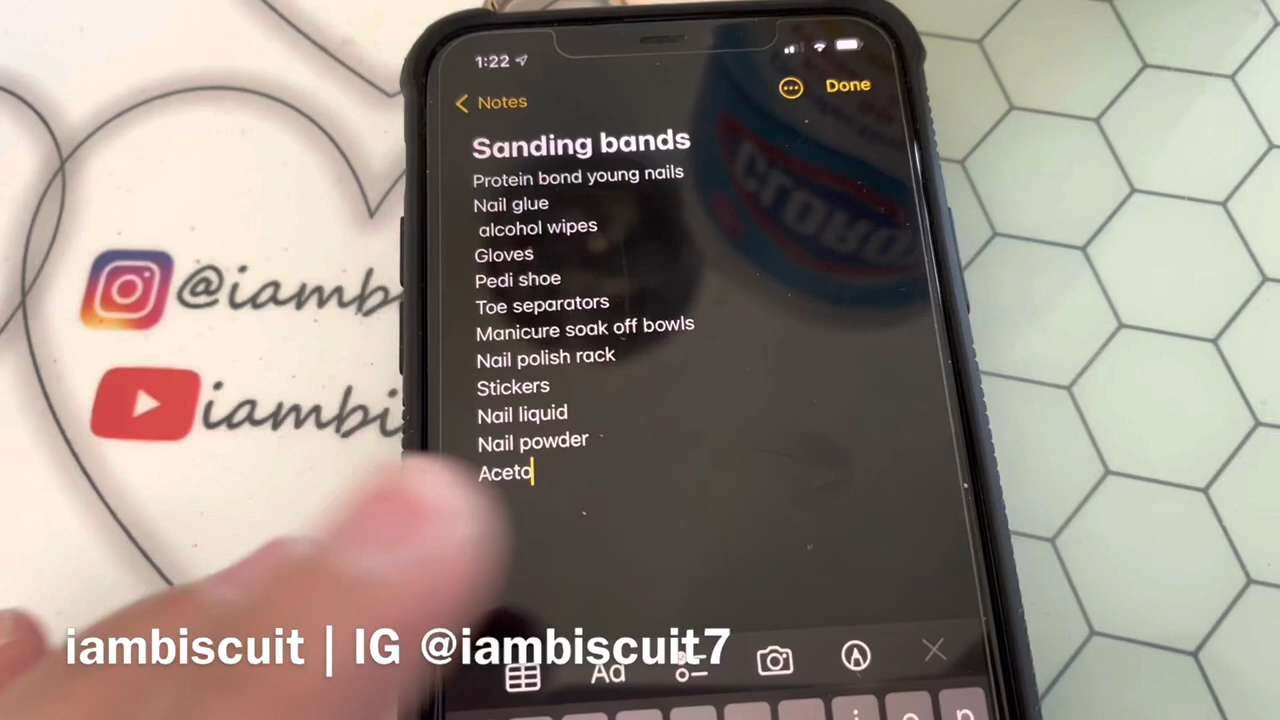 1:22
Notes
Done
Sanding bands
Protein bond young nails
Nail glue
alcohol wipes
Gloves
Pedi shoe
Toe separators
Manicure soak off bowls
Nail polish rack
Stickers
Nail liquid
Nail powder
Aceto
@iamb
iambi
iambiscuit | IG @iambiscuit7
Aa
i o p